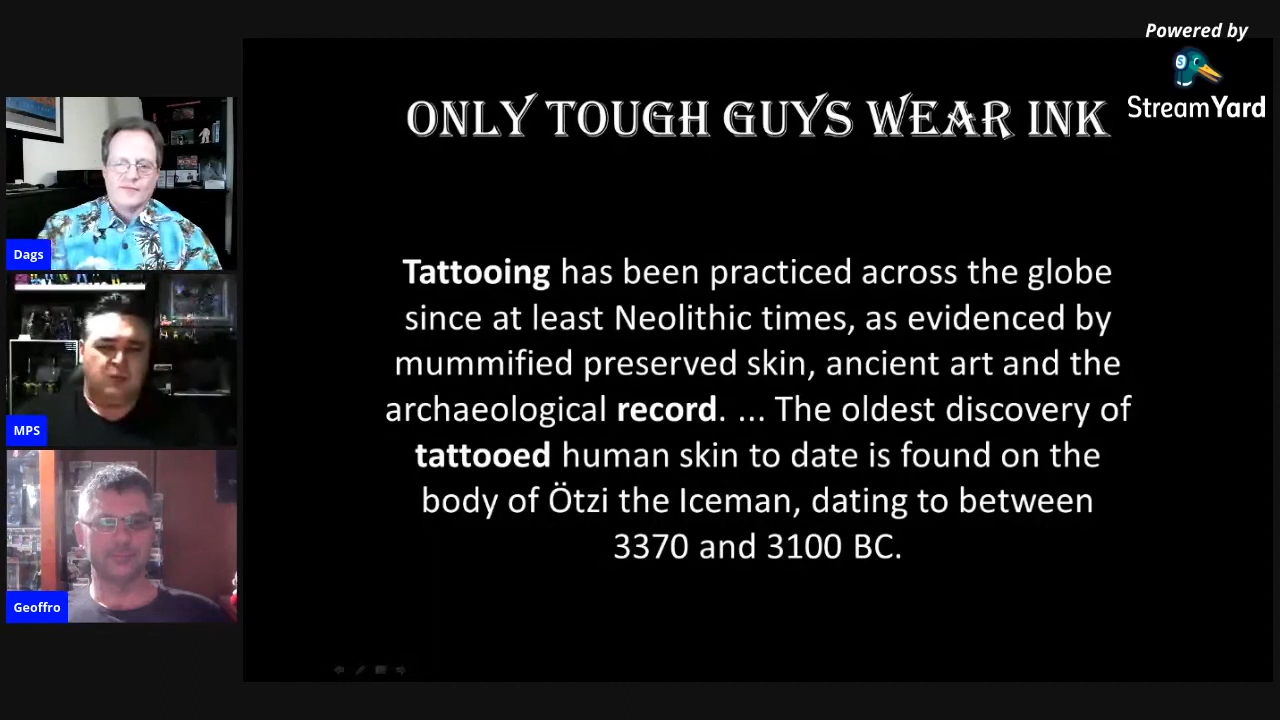 Powered by
StreamYard
ONLY TOUGH GUYS WEAR INK
Tattooing has been practiced across the globe
since at least Neolithic times, as evidenced by
mummified preserved skin, ancient art and the
archaeological record. ... The oldest discovery of
tattooed human skin to date is found on the
body of Ötzi the Iceman, dating to between
3370 and 3100 BC.
Dags
MPS
Geoffro